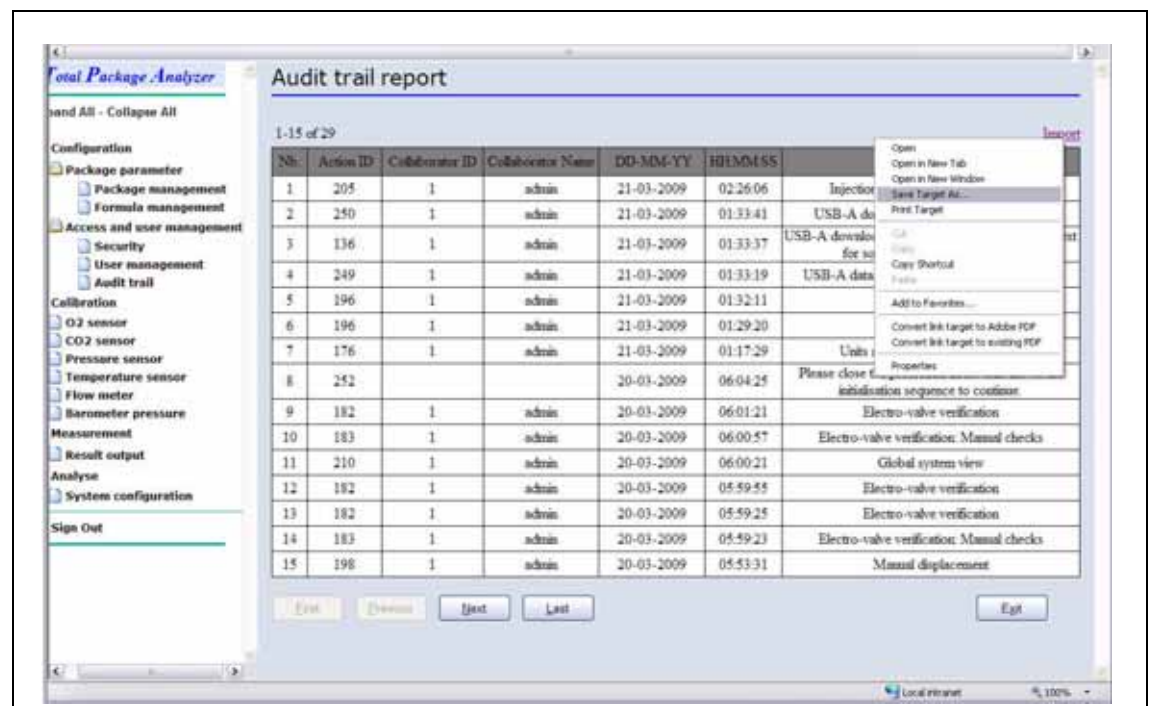 Total Package Analyzer
pand All - Collapse All
Configuration
Package parameter
Package management
Formula management
Access and user management
Security
User management
Audit trail
Calibration
O2 sensor
CO2 sensor
Pressure sensor
Temperature sensor
Flow meter
Barometer pressure
Measurement
Result output
Analyse
System configuration
Sign Out
Audit trail report
1-15 of 29
Import
Nb. Action ID Collaborator ID Collaborator Name DD-MM-YY HH:MM:SS
1 205 1 admin 21-03-2009 02:26:06 Injection
2 250 1 admin 21-03-2009 01:33:41 USB-A do
3 136 1 admin 21-03-2009 01:33:37 USB-A downloa
for so
4 249 1 admin 21-03-2009 01:33:19 USB-A data
5 196 1 admin 21-03-2009 01:32:11
6 196 1 admin 21-03-2009 01:29:20
7 176 1 admin 21-03-2009 01:17:29 Units
8 252 20-03-2009 06:04:25 Please close t
initialisation sequence to continue.
9 182 1 admin 20-03-2009 06:01:21 Electro-valve verification
10 183 1 admin 20-03-2009 06:00:57 Electro-valve verification: Manual checks
11 210 1 admin 20-03-2009 06:00:21 Global system view
12 182 1 admin 20-03-2009 05:59:55 Electro-valve verification
13 182 1 admin 20-03-2009 05:59:25 Electro-valve verification
14 183 1 admin 20-03-2009 05:59:23 Electro-valve verification: Manual checks
15 198 1 admin 20-03-2009 05:53:31 Manual displacement
Open
Open in New Tab
Open in New Window
Save Target As...
Print Target
Cut
Copy
Copy Shortcut
Paste
Add to Favorites...
Convert link target to Adobe PDF
Convert link target to existing PDF
Properties
First Previous Next Last Exit
Local intranet 100%